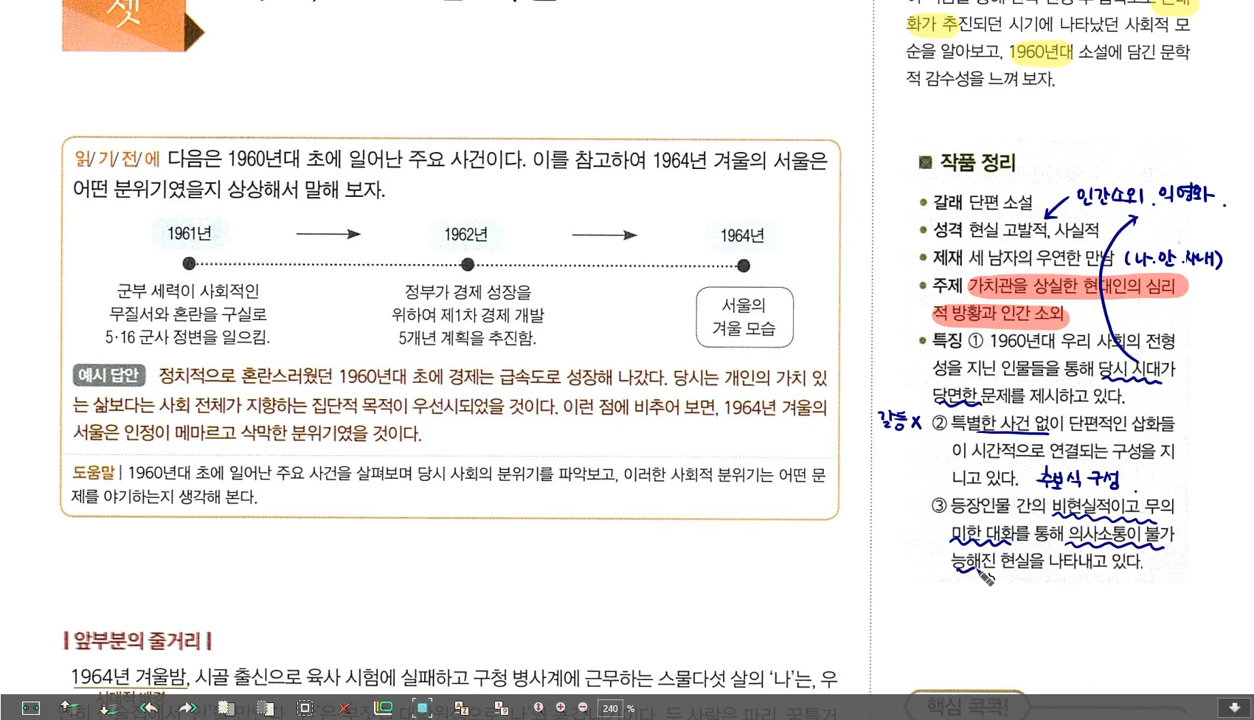 화가 추진되던 시기에 나타났던 사회적 모
순을 알아보고, 1960년대 소설에 담긴 문학
적 감수성을 느껴 보자.
읽/기/전/에 다음은 1960년대 초에 일어난 주요 사건이다. 이를 참고하여 1964년 겨울의 서울은
어떤 분위기였을지 상상해서 말해 보자.
1961년
1962년
1964년
군부 세력이 사회적인
무질서와 혼란을 구실로
5·16 군사 정변을 일으킴.
정부가 경제 성장을
위하여 제1차 경제 개발
5개년 계획을 추진함.
서울의
겨울 모습
예시 답안 정치적으로 혼란스러웠던 1960년대 초에 경제는 급속도로 성장해 나갔다. 당시는 개인의 가치 있
는 삶보다는 사회 전체가 지향하는 집단적 목적이 우선시되었을 것이다. 이런 점에 비추어 보면, 1964년 겨울의
서울은 인정이 메마르고 삭막한 분위기였을 것이다.
도움말 | 1960년대 초에 일어난 주요 사건을 살펴보며 당시 사회의 분위기를 파악보고, 이러한 사회적 분위기는 어떤 문
제를 야기하는지 생각해 본다.
작품 정리
갈래 단편 소설
인간소외. 익명화.
성격 현실 고발적, 사실적
제재 세 남자의 우연한 만남 (나.안.사내)
주제 가치관을 상실한 현대인의 심리
적 방황과 인간 소외
특징 ① 1960년대 우리 사회의 전형
성을 지닌 인물들을 통해 당시 시대가
당면한 문제를 제시하고 있다.
갈등 x ② 특별한 사건 없이 단편적인 삽화들
이 시간적으로 연결되는 구성을 지
니고 있다. 추보식 구성.
③ 등장인물 간의 비현실적이고 무의
미한 대화를 통해 의사소통이 불가
능해진 현실을 나타내고 있다.
앞부분의 줄거리
1964년 겨울밤, 시골 출신으로 육사 시험에 실패하고 구청 병사계에 근무하는 스물다섯 살의 '나'는, 우
핵심 콕콕!
240 %